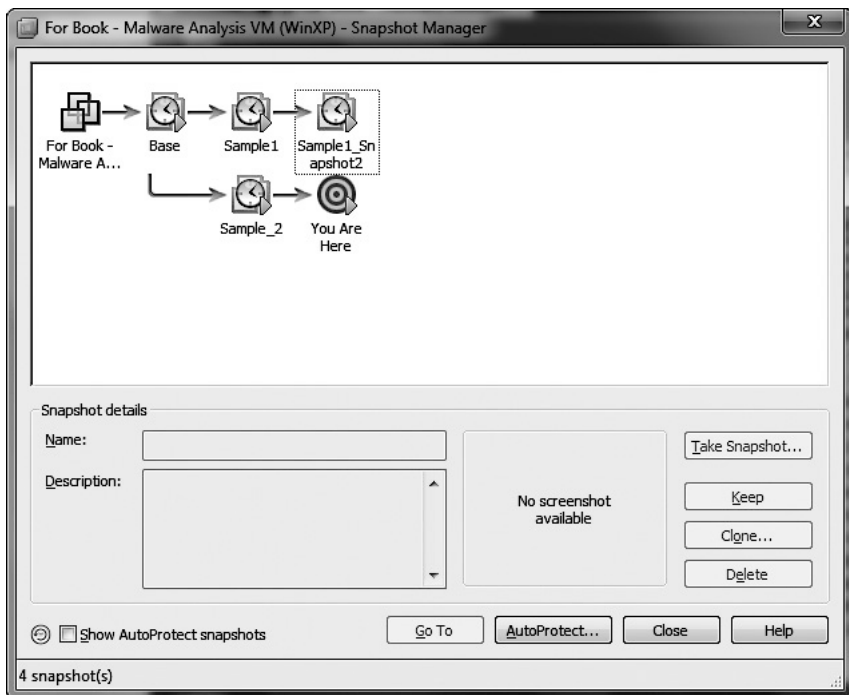 For Book - Malware Analysis VM (WinXP) - Snapshot Manager
X
For Book -
Malware A...
Base
Sample1
Sample1_Sn
apshot2
Sample_2
You Are
Here
Snapshot details
Name:
Description:
No screenshot
available
Take Snapshot...
Keep
Clone...
Delete
Show AutoProtect snapshots
Go To
AutoProtect...
Close
Help
4 snapshot(s)